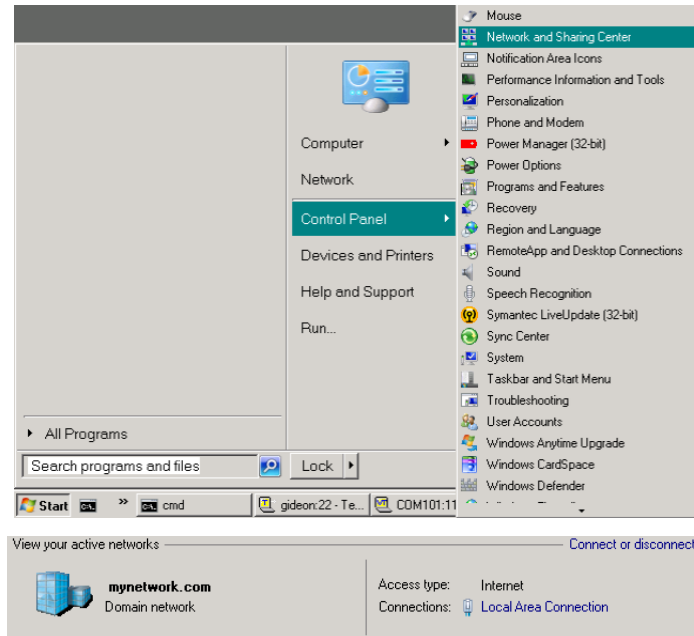 Mouse
Network and Sharing Center
Notification Area Icons
Performance Information and Tools
Personalization
Phone and Modem
Computer
Power Manager (32-bit)
Power Options
Network
Programs and Features
Recovery
Control Panel
Region and Language
RemoteApp and Desktop Connections
Devices and Printers
Sound
Help and Support
Speech Recognition
Symantec LiveUpdate (32-bit)
Run...
Sync Center
System
Taskbar and Start Menu
Troubleshooting
All Programs
User Accounts
Windows Anytime Upgrade
Search programs and files
Lock
Windows CardSpace
Windows Defender
Start
»
cmd
gideon:22 - Te...
COM101:11
View your active networks
Connect or disconnect
mynetwork.com
Domain network
Access type: Internet
Connections: Local Area Connection